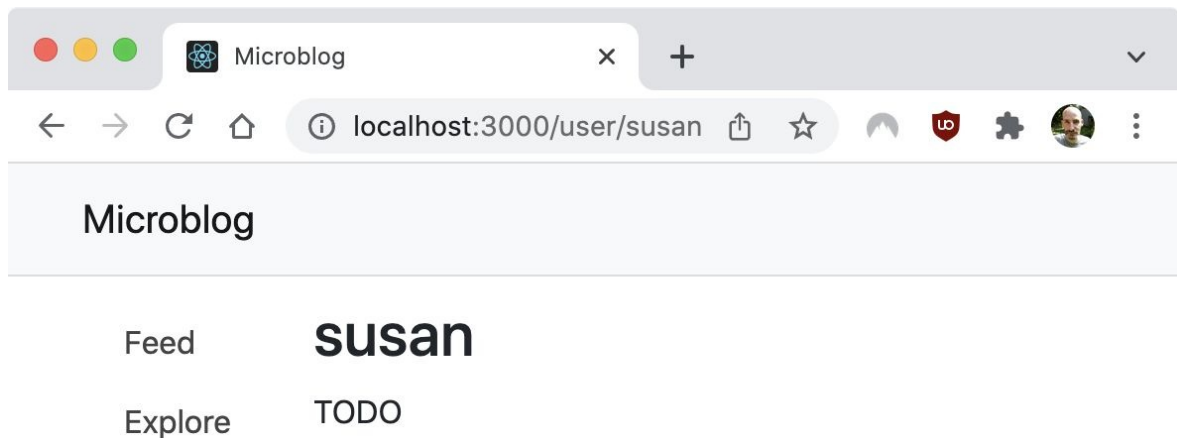 Microblog
localhost:3000/user/susan
Microblog
Feed
susan
Explore
TODO